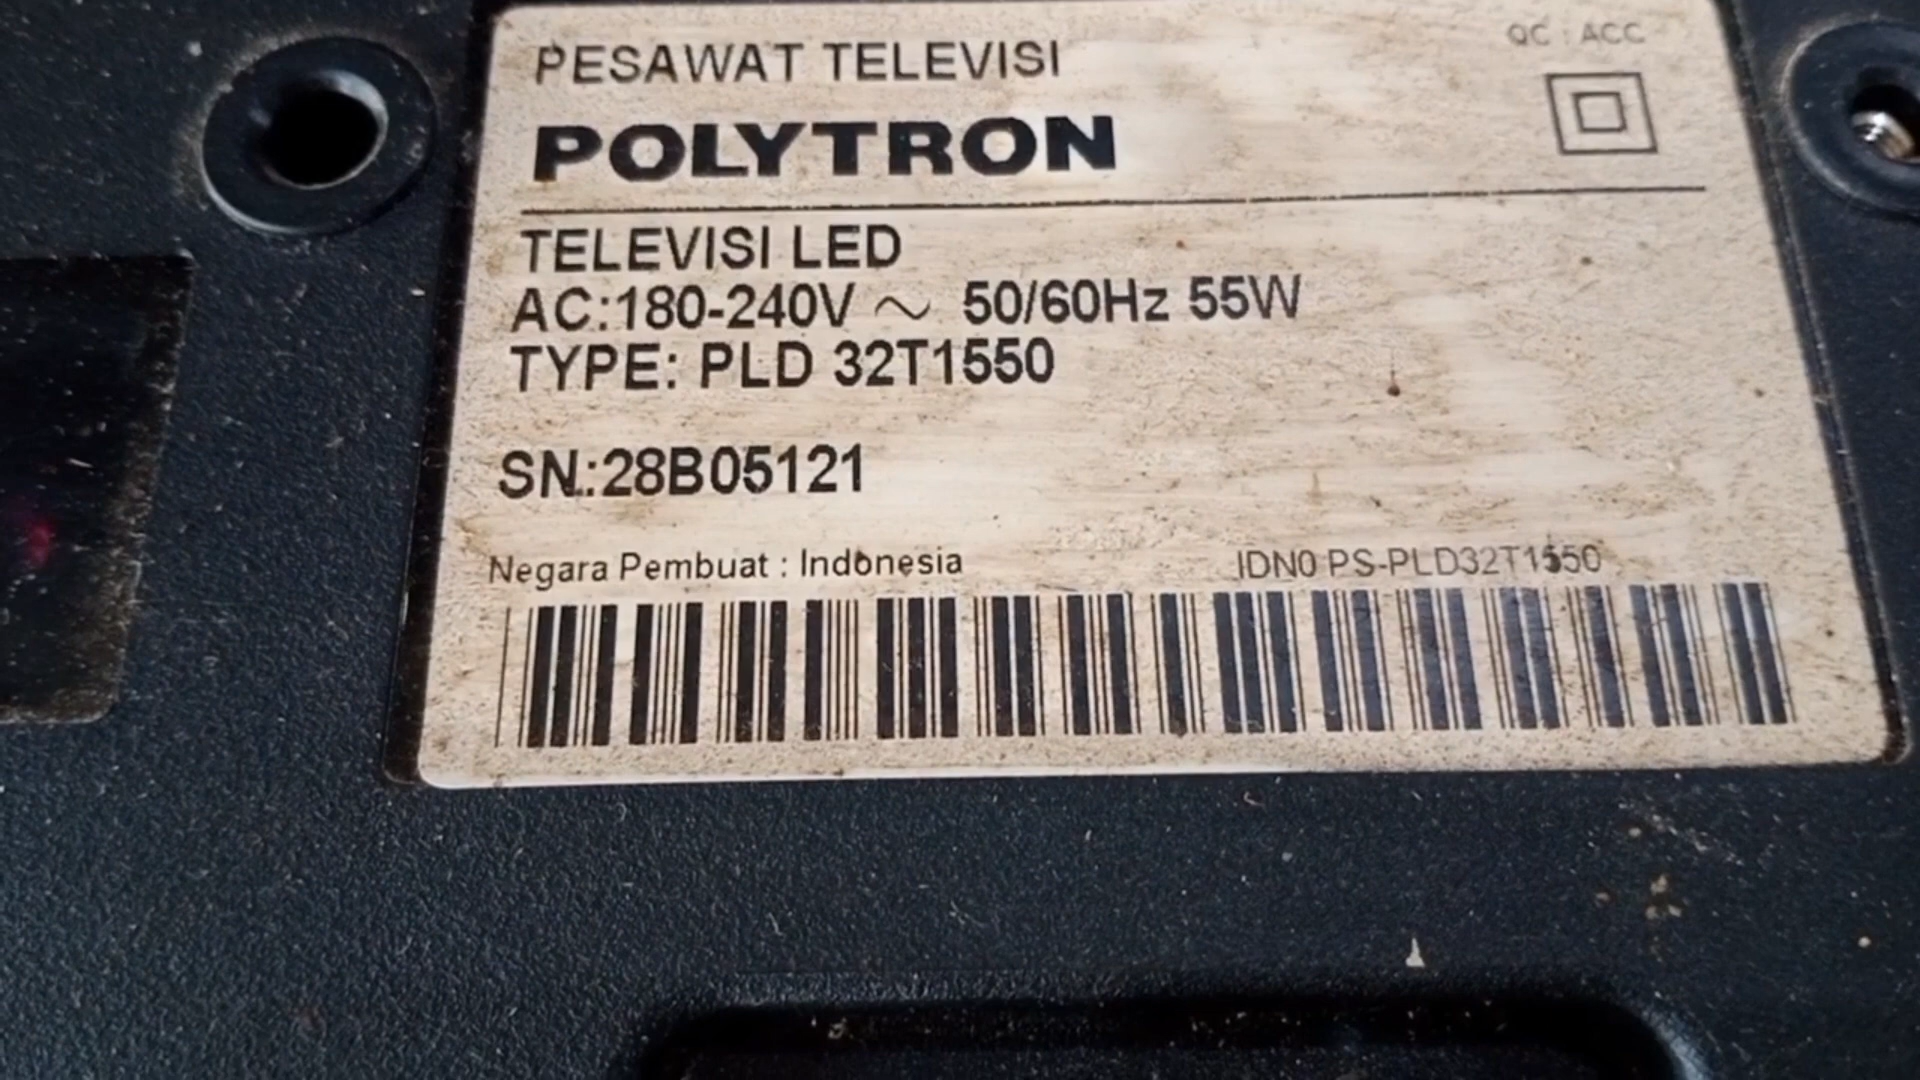 PESAWAT TELEVISI
QC : ACC
POLYTRON
TELEVISI LED
AC:180-240V ~ 50/60Hz 55W
TYPE: PLD 32T1550
SN.:28B05121
Negara Pembuat : Indonesia
IDN0 PS-PLD32T1550